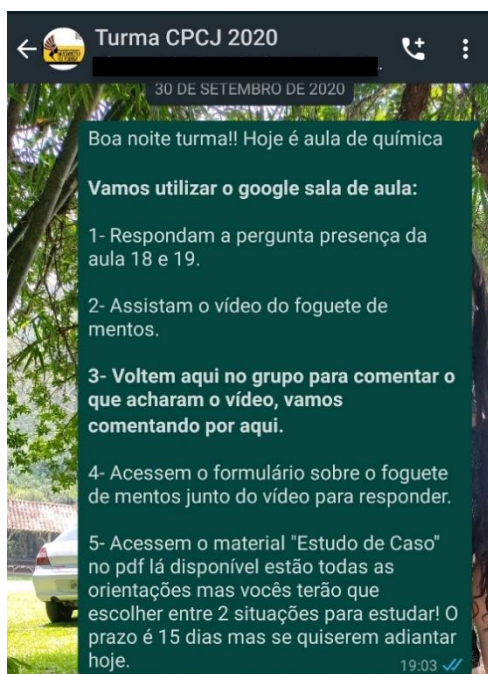 Turma CPCJ 2020
30 DE SETEMBRO DE 2020
Boa noite turma!! Hoje é aula de química
Vamos utilizar o google sala de aula:
1- Respondam a pergunta presença da
aula 18 e 19.
2- Assistam o vídeo do foguete de
mentos.
3- Voltem aqui no grupo para comentar o
que acharam o vídeo, vamos
comentando por aqui.
4- Acessem o formulário sobre o foguete
de mentos junto do vídeo para responder.
5- Acessem o material "Estudo de Caso"
no pdf lá disponível estão todas as
orientações mas vocês terão que
escolher entre 2 situações para estudar! O
prazo é 15 dias mas se quiserem adiantar
hoje.
19:03